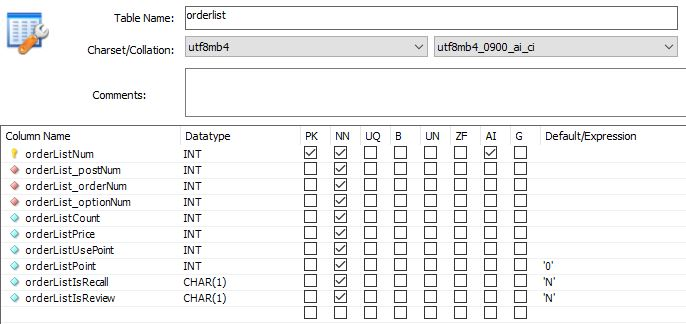 Table Name: orderlist
Charset/Collation: utf8mb4 utf8mb4_0900_ai_ci
Comments:
Column Name Datatype PK NN UQ B UN ZF AI G Default/Expression
orderListNum INT
orderList_postNum INT
orderList_orderNum INT
orderList_optionNum INT
orderListCount INT
orderListPrice INT
orderListUsePoint INT
orderListPoint INT '0'
orderListIsRecall CHAR(1) 'N'
orderListIsReview CHAR(1) 'N'